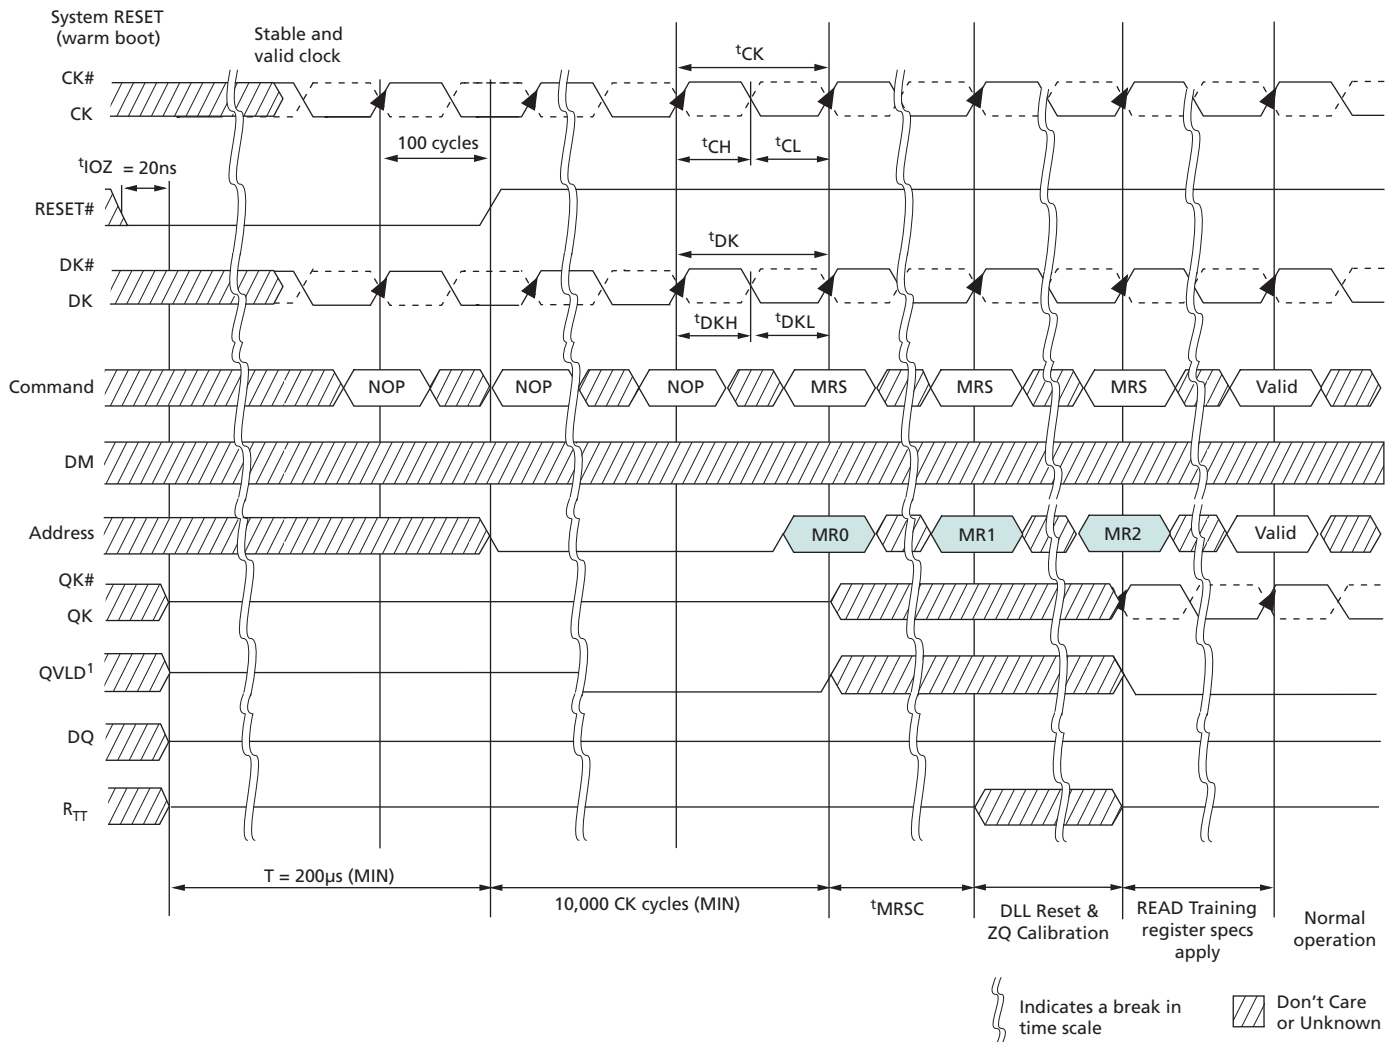 System RESET
(warm boot)
Stable and
valid clock
tCK
CK#
CK
100 cycles
tCH
tCL
tIOZ = 20ns
RESET#
tDK
DK#
DK
tDKH
tDKL
Command
NOP
NOP
NOP
MRS
MRS
MRS
Valid
DM
Address
MR0
MR1
MR2
Valid
QK#
QK
QVLD1
DQ
RTT
T = 200µs (MIN)
10,000 CK cycles (MIN)
tMRSC
DLL Reset &
ZQ Calibration
READ Training
register specs
apply
Normal
operation
Indicates a break in
time scale
Don't Care
or Unknown